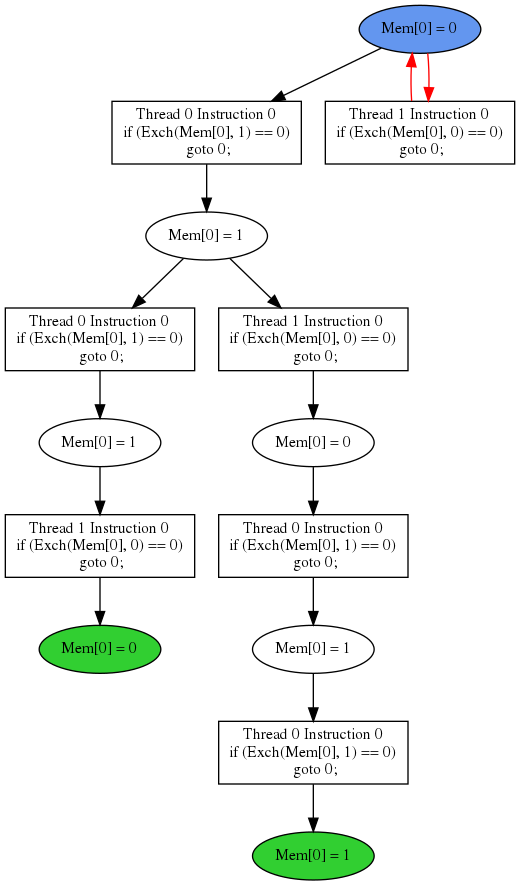 Mem[0] = 0
Thread 0 Instruction 0
if (Exch(Mem[0], 1) == 0)
goto 0;
Thread 1 Instruction 0
if (Exch(Mem[0], 0) == 0)
goto 0;
Mem[0] = 1
Thread 0 Instruction 0
if (Exch(Mem[0], 1) == 0)
goto 0;
Thread 1 Instruction 0
if (Exch(Mem[0], 0) == 0)
goto 0;
Mem[0] = 1
Mem[0] = 0
Thread 1 Instruction 0
if (Exch(Mem[0], 0) == 0)
goto 0;
Thread 0 Instruction 0
if (Exch(Mem[0], 1) == 0)
goto 0;
Mem[0] = 0
Mem[0] = 1
Thread 0 Instruction 0
if (Exch(Mem[0], 1) == 0)
goto 0;
Mem[0] = 1